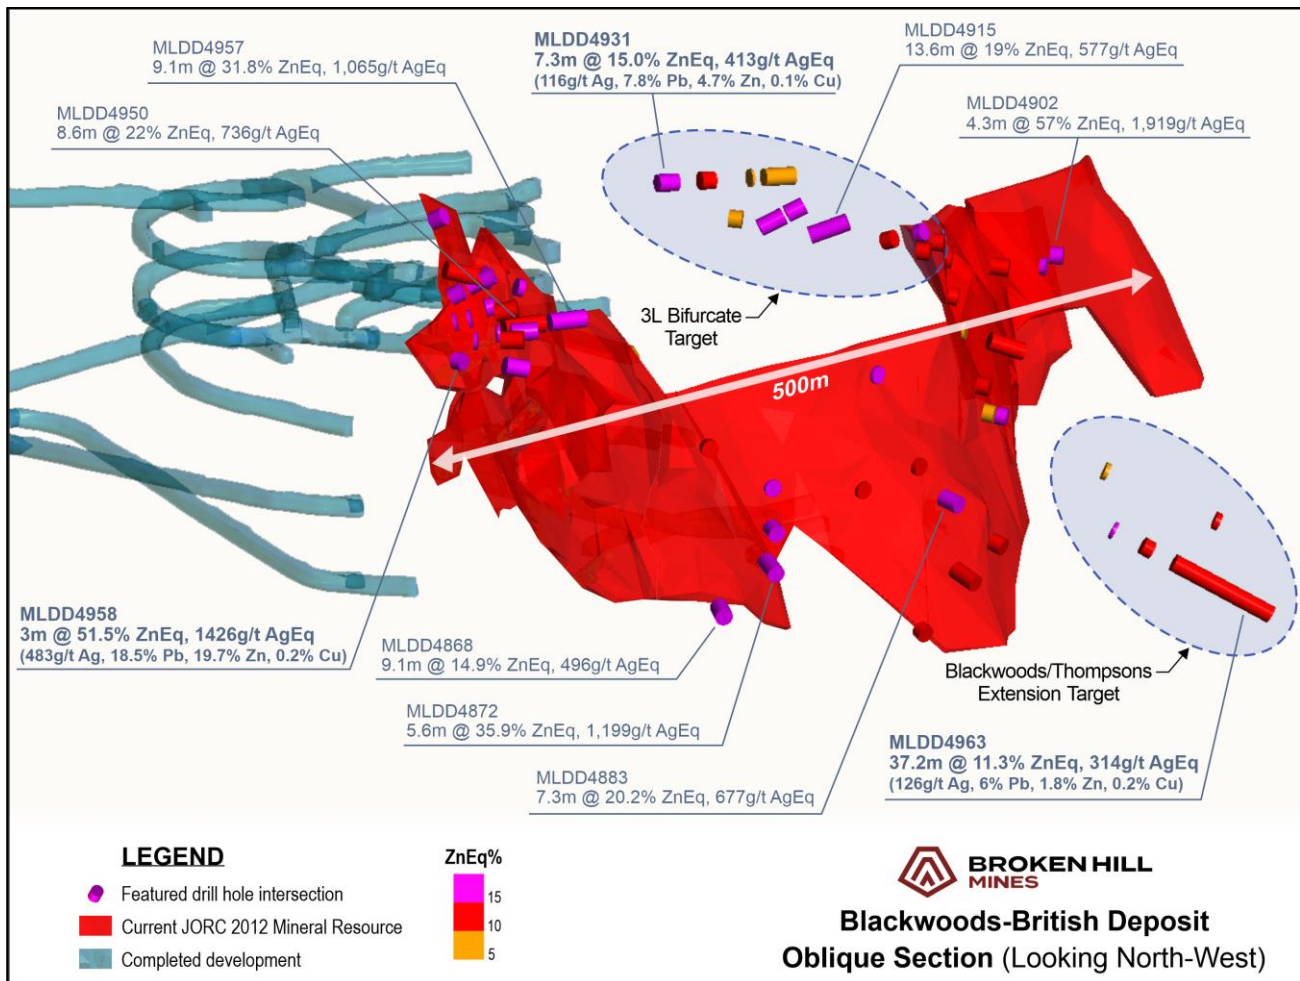 MLDD4957
9.1m @ 31.8% ZnEq, 1,065g/t AgEq
MLDD4950
8.6m @ 22% ZnEq, 736g/t AgEq
MLDD4931
7.3m @ 15.0% ZnEq, 413g/t AgEq
(116g/t Ag, 7.8% Pb, 4.7% Zn, 0.1% Cu)
MLDD4915
13.6m @ 19% ZnEq, 577g/t AgEq
MLDD4902
4.3m @ 57% ZnEq, 1,919g/t AgEq
3L Bifurcate
Target
500m
MLDD4958
3m @ 51.5% ZnEq, 1426g/t AgEq
(483g/t Ag, 18.5% Pb, 19.7% Zn, 0.2% Cu)
MLDD4868
9.1m @ 14.9% ZnEq, 496g/t AgEq
MLDD4872
5.6m @ 35.9% ZnEq, 1,199g/t AgEq
MLDD4883
7.3m @ 20.2% ZnEq, 677g/t AgEq
Blackwoods/Thompsons
Extension Target
MLDD4963
37.2m @ 11.3% ZnEq, 314g/t AgEq
(126g/t Ag, 6% Pb, 1.8% Zn, 0.2% Cu)
LEGEND
Featured drill hole intersection
Current JORC 2012 Mineral Resource
Completed development
ZnEq%
15
10
5
BROKEN HILL
MINES
Blackwoods-British Deposit
Oblique Section (Looking North-West)